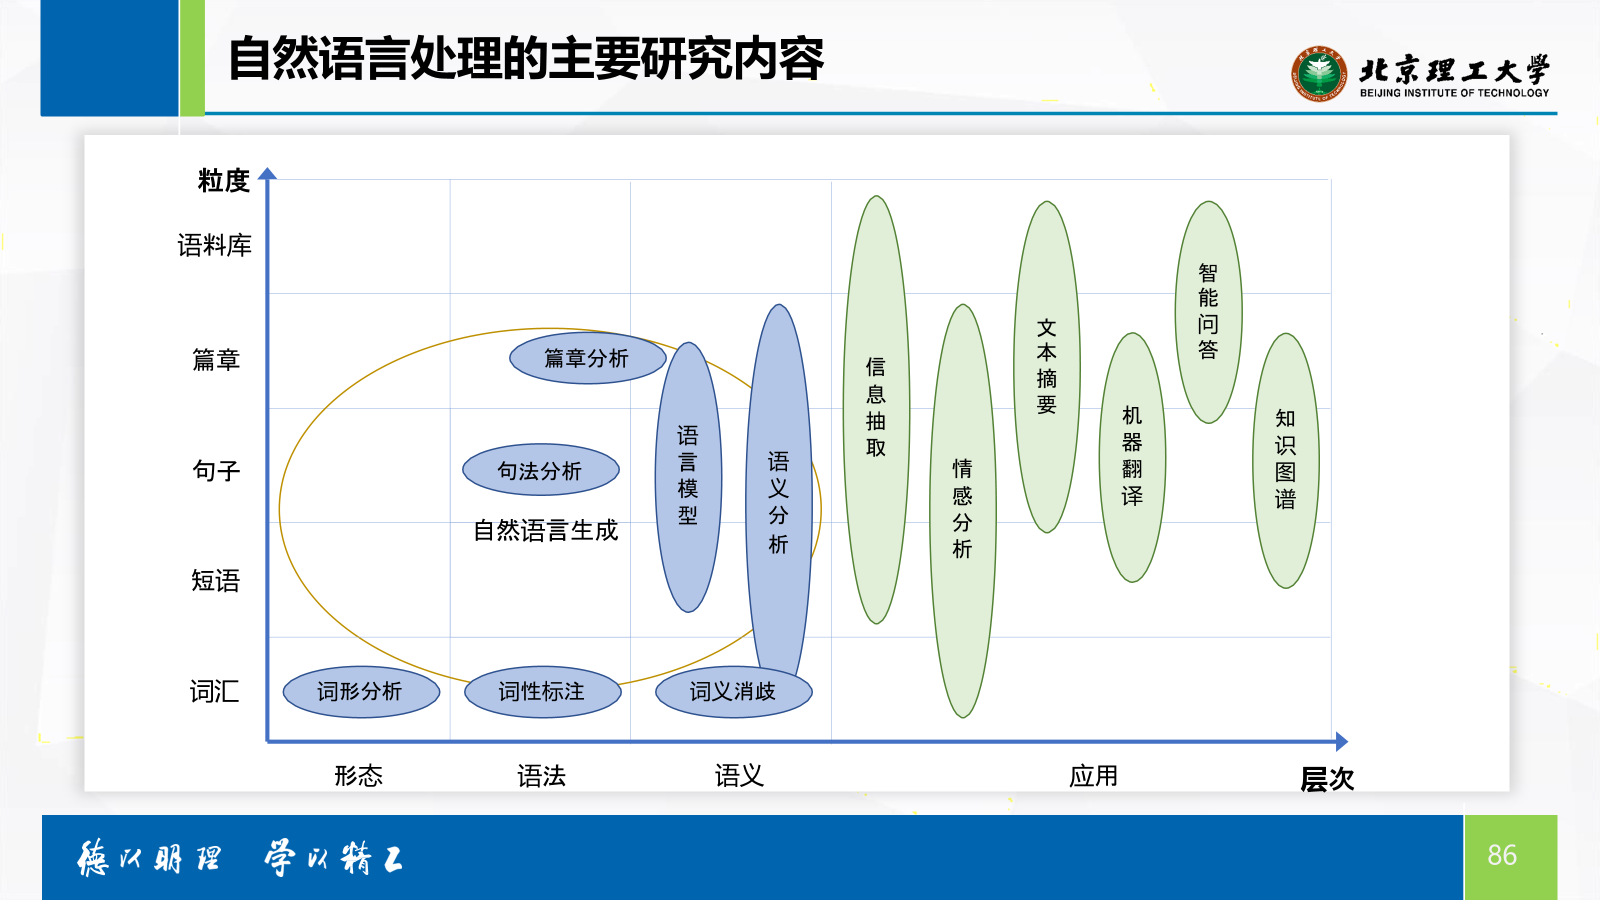 自然语言处理的主要研究内容
北京理工大学
BEIJING INSTITUTE OF TECHNOLOGY
粒度
语料库
篇章
句子
短语
词汇
篇章分析
句法分析
自然语言生成
词形分析
词性标注
词义消歧
语言模型
语义分析
信息抽取
情感分析
文本摘要
机器翻译
智能问答
知识图谱
形态
语法
语义
应用
层次
德以明理 学以精工
86